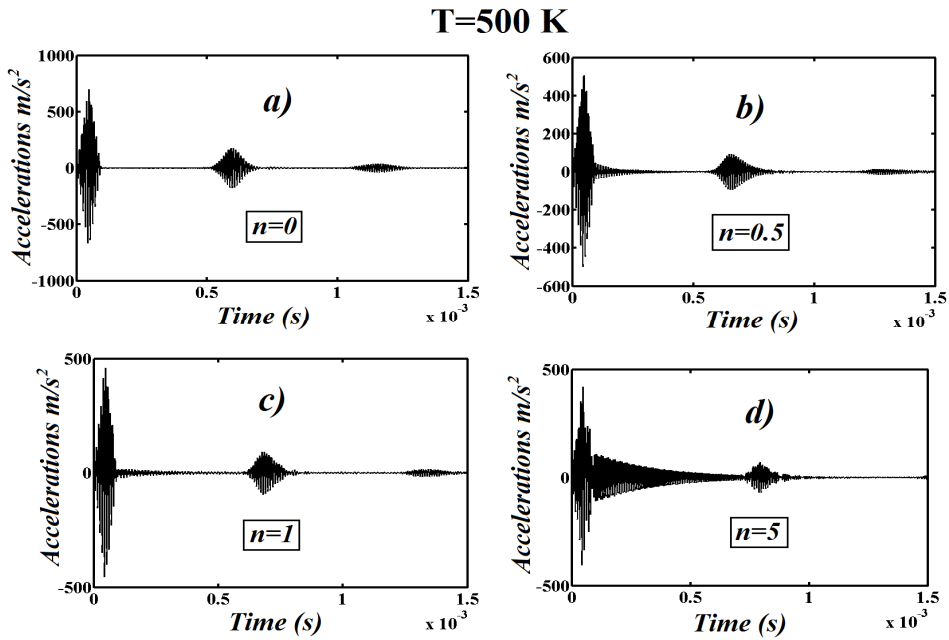 T=500 K
Accelerations m/s²
1000
500
0
-500
-1000
a)
n=0
0 0.5 1 1.5
Time (s)
x 10⁻³
Accelerations m/s²
600
400
200
0
-200
-400
-600
b)
n=0.5
0 0.5 1 1.5
Time (s)
x 10⁻³
Accelerations m/s²
500
0
-500
c)
n=1
0 0.5 1 1.5
Time (s)
x 10⁻³
Accelerations m/s²
500
0
-500
d)
n=5
0 0.5 1 1.5
Time (s)
x 10⁻³